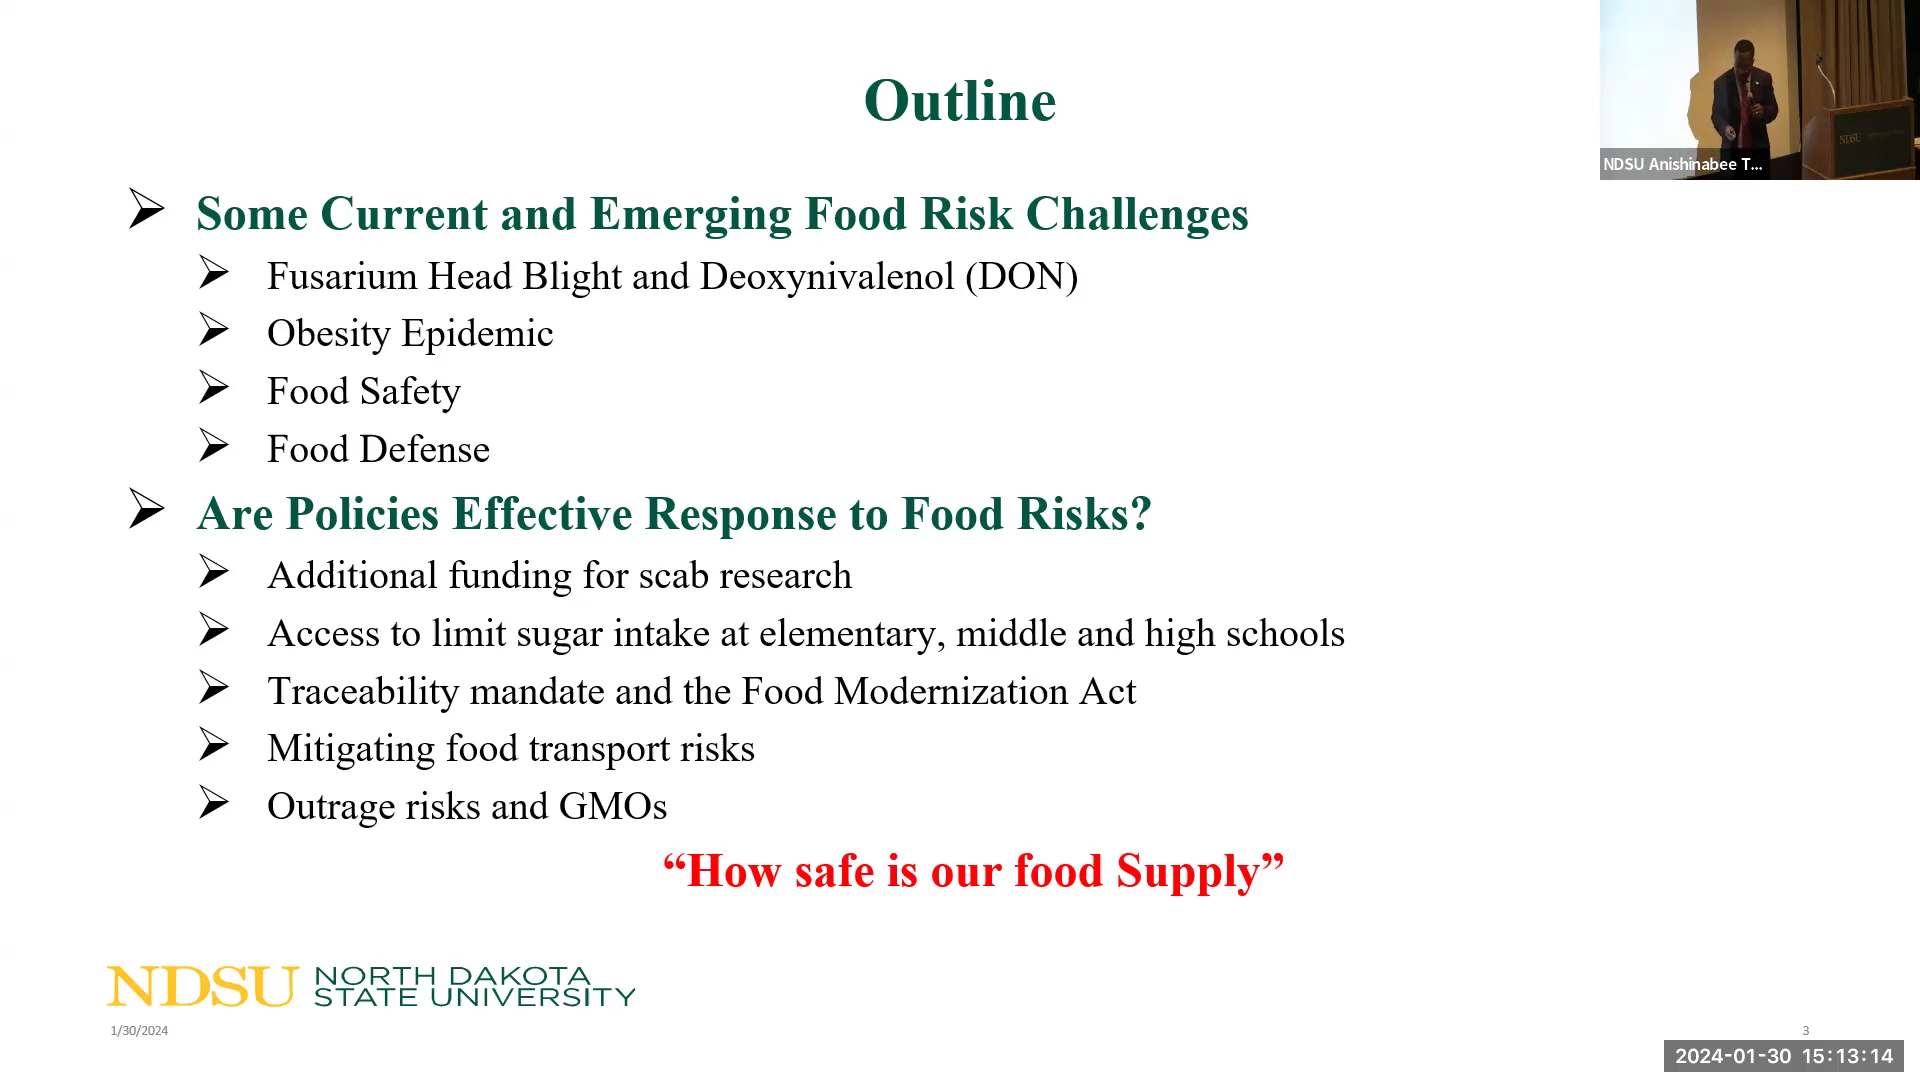 Outline
NDSU
NDSU Anishinabee T...
Some Current and Emerging Food Risk Challenges
Fusarium Head Blight and Deoxynivalenol (DON)
Obesity Epidemic
Food Safety
Food Defense
Are Policies Effective Response to Food Risks?
Additional funding for scab research
Access to limit sugar intake at elementary, middle and high schools
Traceability mandate and the Food Modernization Act
Mitigating food transport risks
Outrage risks and GMOs
“How safe is our food Supply”
NDSU NORTH DAKOTA
STATE UNIVERSITY
1/30/2024
3
2024-01-30 15:13:14